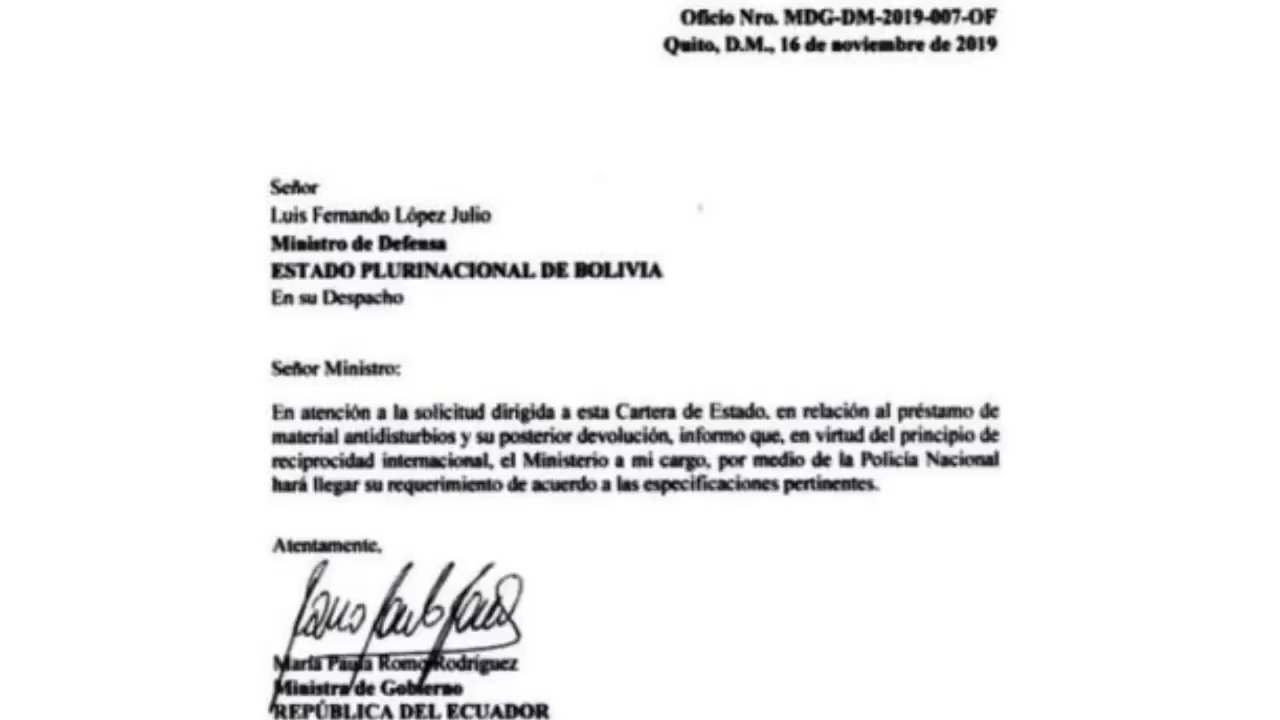 Oficio Nro. MDG-DM-2019-007-OF
Quito, D.M., 16 de noviembre de 2019
Señor
Luis Fernando López Julio
Ministro de Defensa
ESTADO PLURINACIONAL DE BOLIVIA
En su Despacho
Señor Ministro:
En atención a la solicitud dirigida a esta Cartera de Estado, en relación al préstamo de
material antidisturbios y su posterior devolución, informo que, en virtud del principio de
reciprocidad internacional, el Ministerio a mi cargo, por medio de la Policía Nacional
hará llegar su requerimiento de acuerdo a las especificaciones pertinentes.
Atentamente,
María Paula Romo Rodríguez
Ministra de Gobierno
REPÚBLICA DEL ECUADOR